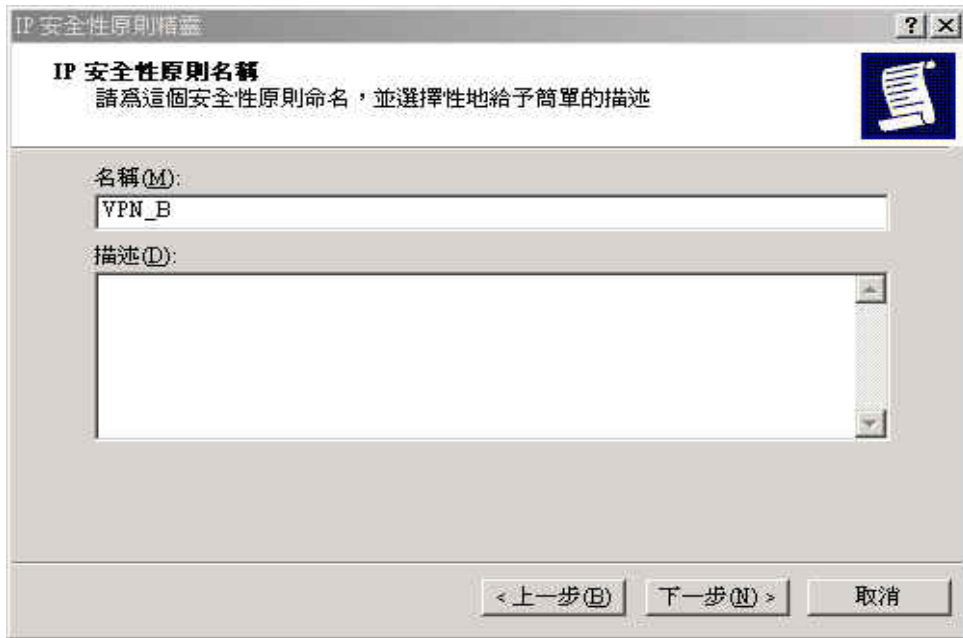 IP 安全性原則精靈
IP 安全性原則名稱
請為這個安全性原則命名，並選擇性地給予簡單的描述
名稱(M):
VPN_B
描述(D):
< 上一步(B) 下一步(N) > 取消